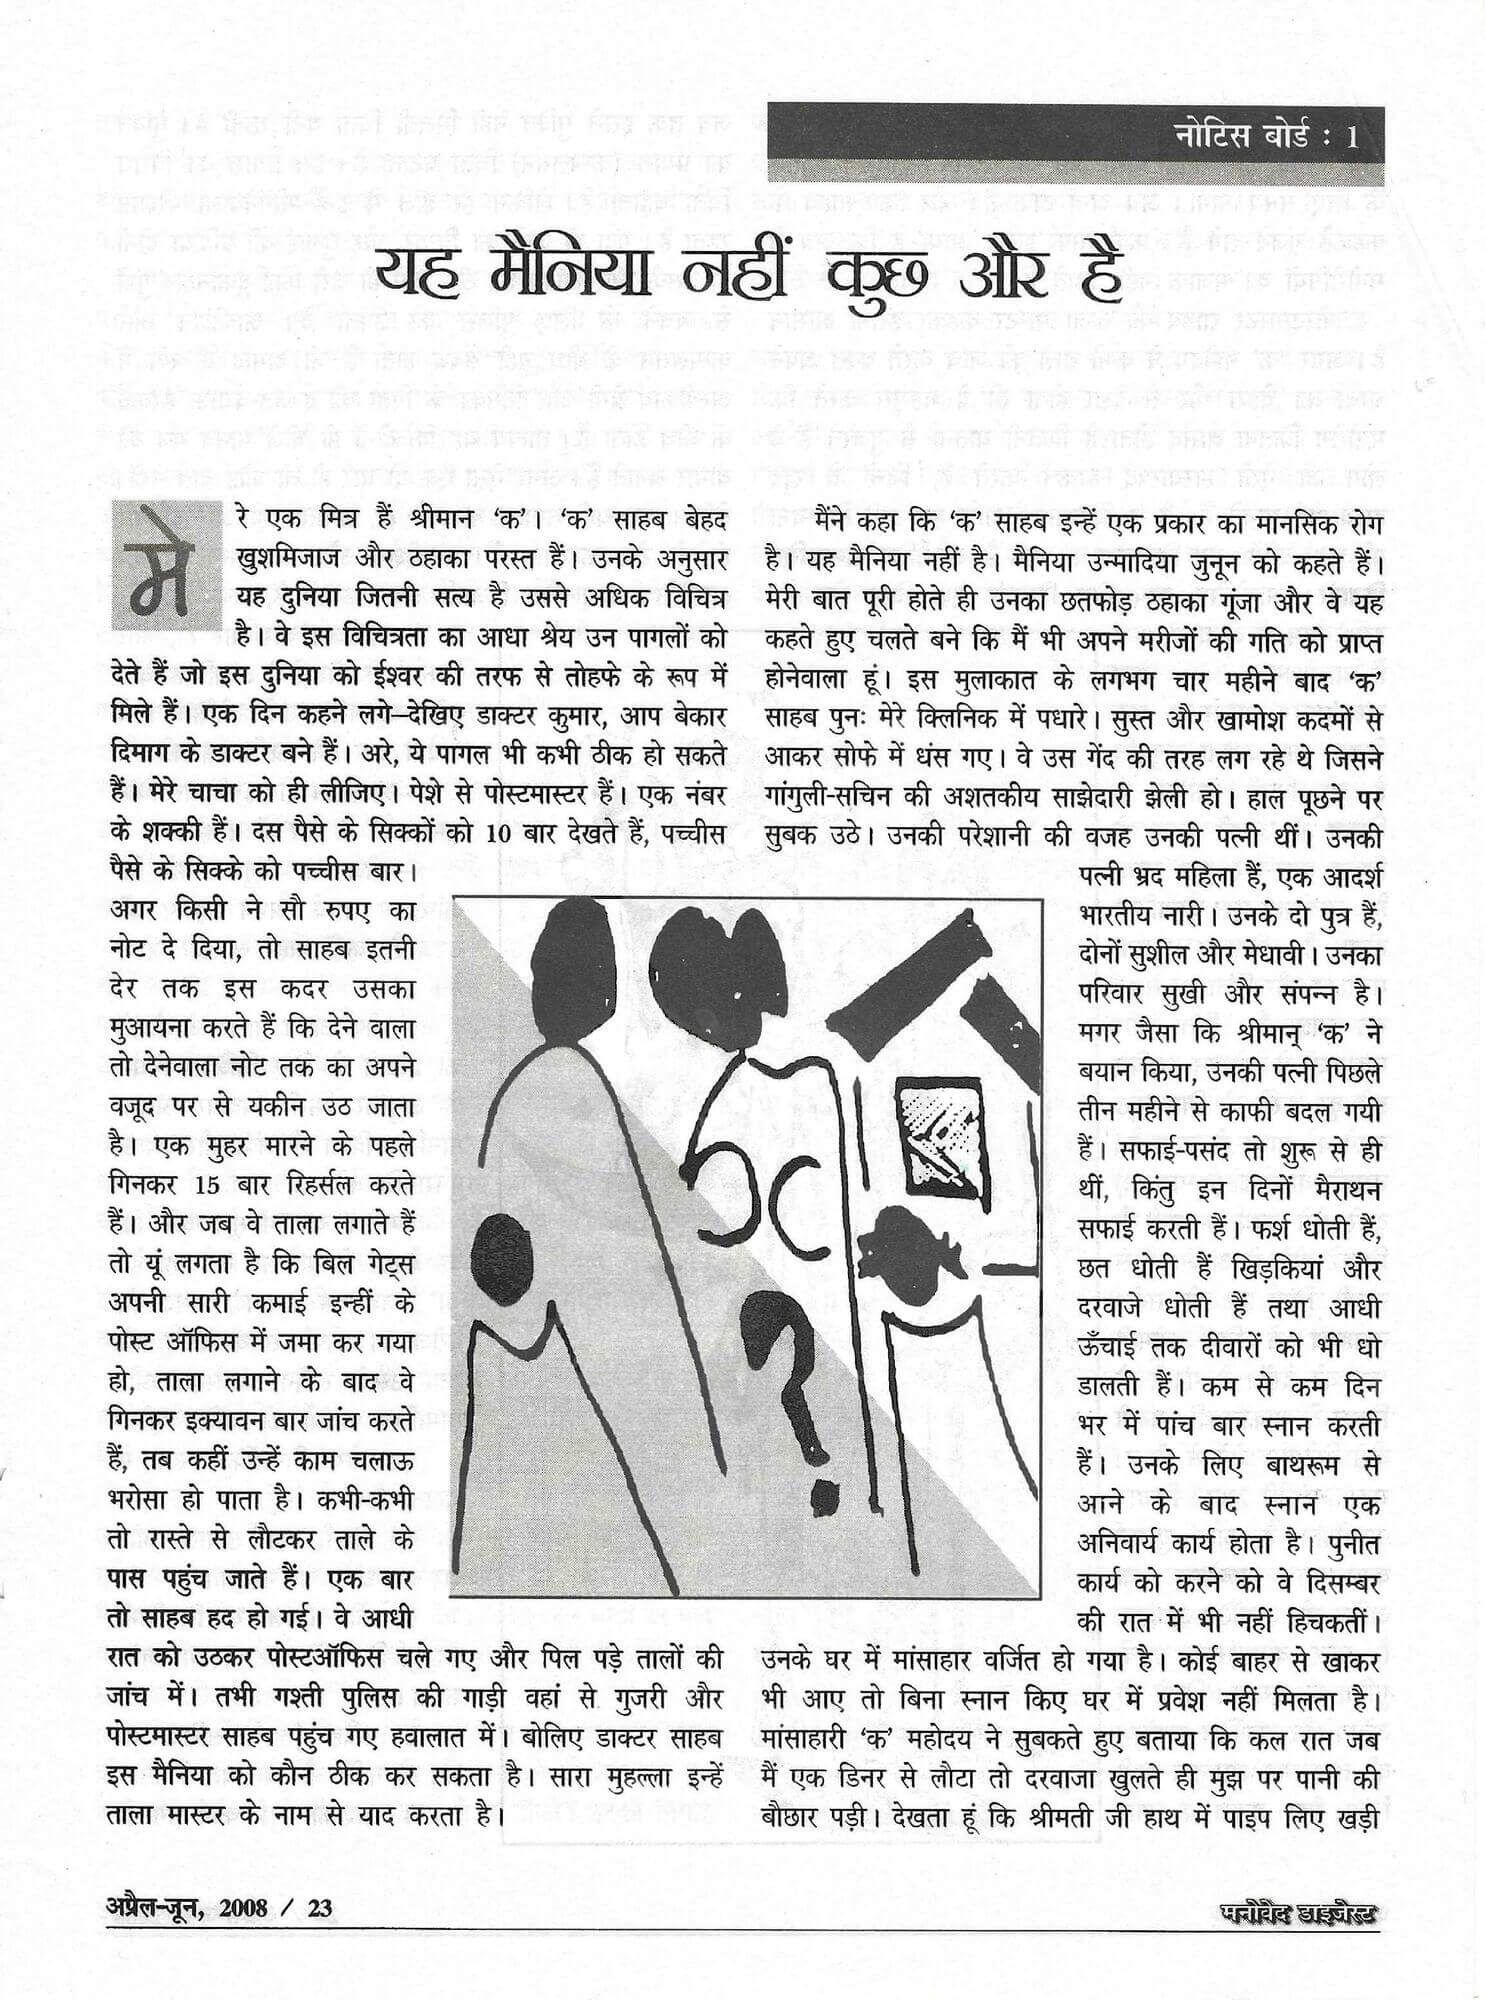 नोटिस बोर्ड : 1
यह मैनिया नहीं कुछ और है
मेरे एक मित्र हैं श्रीमान ‘क’। ‘क’ साहब बेहद
खुशमिजाज और ठहाका परस्त हैं। उनके अनुसार
यह दुनिया जितनी सत्य है उससे अधिक विचित्र
है। वे इस विचित्रता का आधा श्रेय उन पागलों को
देते हैं जो इस दुनिया को ईश्वर की तरफ से तोहफे के रूप में
मिले हैं। एक दिन कहने लगे–देखिए डाक्टर कुमार, आप बेकार
दिमाग के डाक्टर बने हैं। अरे, ये पागल भी कभी ठीक हो सकते
हैं। मेरे चाचा को ही लीजिए। पेशे से पोस्टमास्टर हैं। एक नंबर
के शक्की हैं। दस पैसे के सिक्कों को 10 बार देखते हैं, पच्चीस
पैसे के सिक्के को पच्चीस बार।
अगर किसी ने सौ रुपए का
नोट दे दिया, तो साहब इतनी
देर तक इस कदर उसका
मुआयना करते हैं कि देने वाला
तो देनेवाला नोट तक का अपने
वजूद पर से यकीन उठ जाता
है। एक मुहर मारने के पहले
गिनकर 15 बार रिहर्सल करते
हैं। और जब वे ताला लगाते हैं
तो यूं लगता है कि बिल गेट्स
अपनी सारी कमाई इन्हीं के
पोस्ट ऑफिस में जमा कर गया
हो, ताला लगाने के बाद वे
गिनकर इक्यावन बार जांच करते
हैं, तब कहीं उन्हें काम चलाऊ
भरोसा हो पाता है। कभी-कभी
तो रास्ते से लौटकर ताले के
पास पहुंच जाते हैं। एक बार
तो साहब हद हो गई। वे आधी
रात को उठकर पोस्टऑफिस चले गए और पिल पड़े तालों की
जांच में। तभी गश्ती पुलिस की गाड़ी वहां से गुजरी और
पोस्टमास्टर साहब पहुंच गए हवालात में। बोलिए डाक्टर साहब
इस मैनिया को कौन ठीक कर सकता है। सारा मुहल्ला इन्हें
ताला मास्टर के नाम से याद करता है।
मैंने कहा कि ‘क’ साहब इन्हें एक प्रकार का मानसिक रोग
है। यह मैनिया नहीं है। मैनिया उन्मादिया जुनून को कहते हैं।
मेरी बात पूरी होते ही उनका छतफोड़ ठहाका गूंजा और वे यह
कहते हुए चलते बने कि मैं भी अपने मरीजों की गति को प्राप्त
होनेवाला हूं। इस मुलाकात के लगभग चार महीने बाद ‘क’
साहब पुनः मेरे क्लिनिक में पधारे। सुस्त और खामोश कदमों से
आकर सोफे में धंस गए। वे उस गेंद की तरह लग रहे थे जिसने
गांगुली-सचिन की अशतकीय साझेदारी झेली हो। हाल पूछने पर
सुबक उठे। उनकी परेशानी की वजह उनकी पत्नी थीं। उनकी
पत्नी भ्रद महिला हैं, एक आदर्श
भारतीय नारी। उनके दो पुत्र हैं,
दोनों सुशील और मेधावी। उनका
परिवार सुखी और संपन्न है।
मगर जैसा कि श्रीमान् ‘क’ ने
बयान किया, उनकी पत्नी पिछले
तीन महीने से काफी बदल गयी
हैं। सफाई-पसंद तो शुरू से ही
थीं, किंतु इन दिनों मैराथन
सफाई करती हैं। फर्श धोती हैं,
छत धोती हैं खिड़कियां और
दरवाजे धोती हैं तथा आधी
ऊँचाई तक दीवारों को भी धो
डालती हैं। कम से कम दिन
भर में पांच बार स्नान करती
हैं। उनके लिए बाथरूम से
आने के बाद स्नान एक
अनिवार्य कार्य होता है। पुनीत
कार्य को करने को वे दिसम्बर
की रात में भी नहीं हिचकतीं।
उनके घर में मांसाहार वर्जित हो गया है। कोई बाहर से खाकर
भी आए तो बिना स्नान किए घर में प्रवेश नहीं मिलता है।
मांसाहारी ‘क’ महोदय ने सुबकते हुए बताया कि कल रात जब
मैं एक डिनर से लौटा तो दरवाजा खुलते ही मुझ पर पानी की
बौछार पड़ी। देखता हूं कि श्रीमती जी हाथ में पाइप लिए खड़ी
अप्रैल-जून, 2008 / 23
मनोवेद डाइजेस्ट